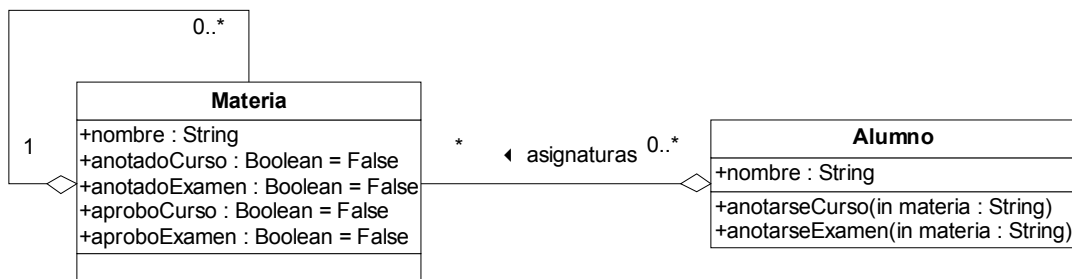 0..*
Materia
+nombre : String
+anotadoCurso : Boolean = False
+anotadoExamen : Boolean = False
+aproboCurso : Boolean = False
+aproboExamen : Boolean = False
1
*
asignaturas
0..*
Alumno
+nombre : String
+anotarseCurso(in materia : String)
+anotarseExamen(in materia : String)